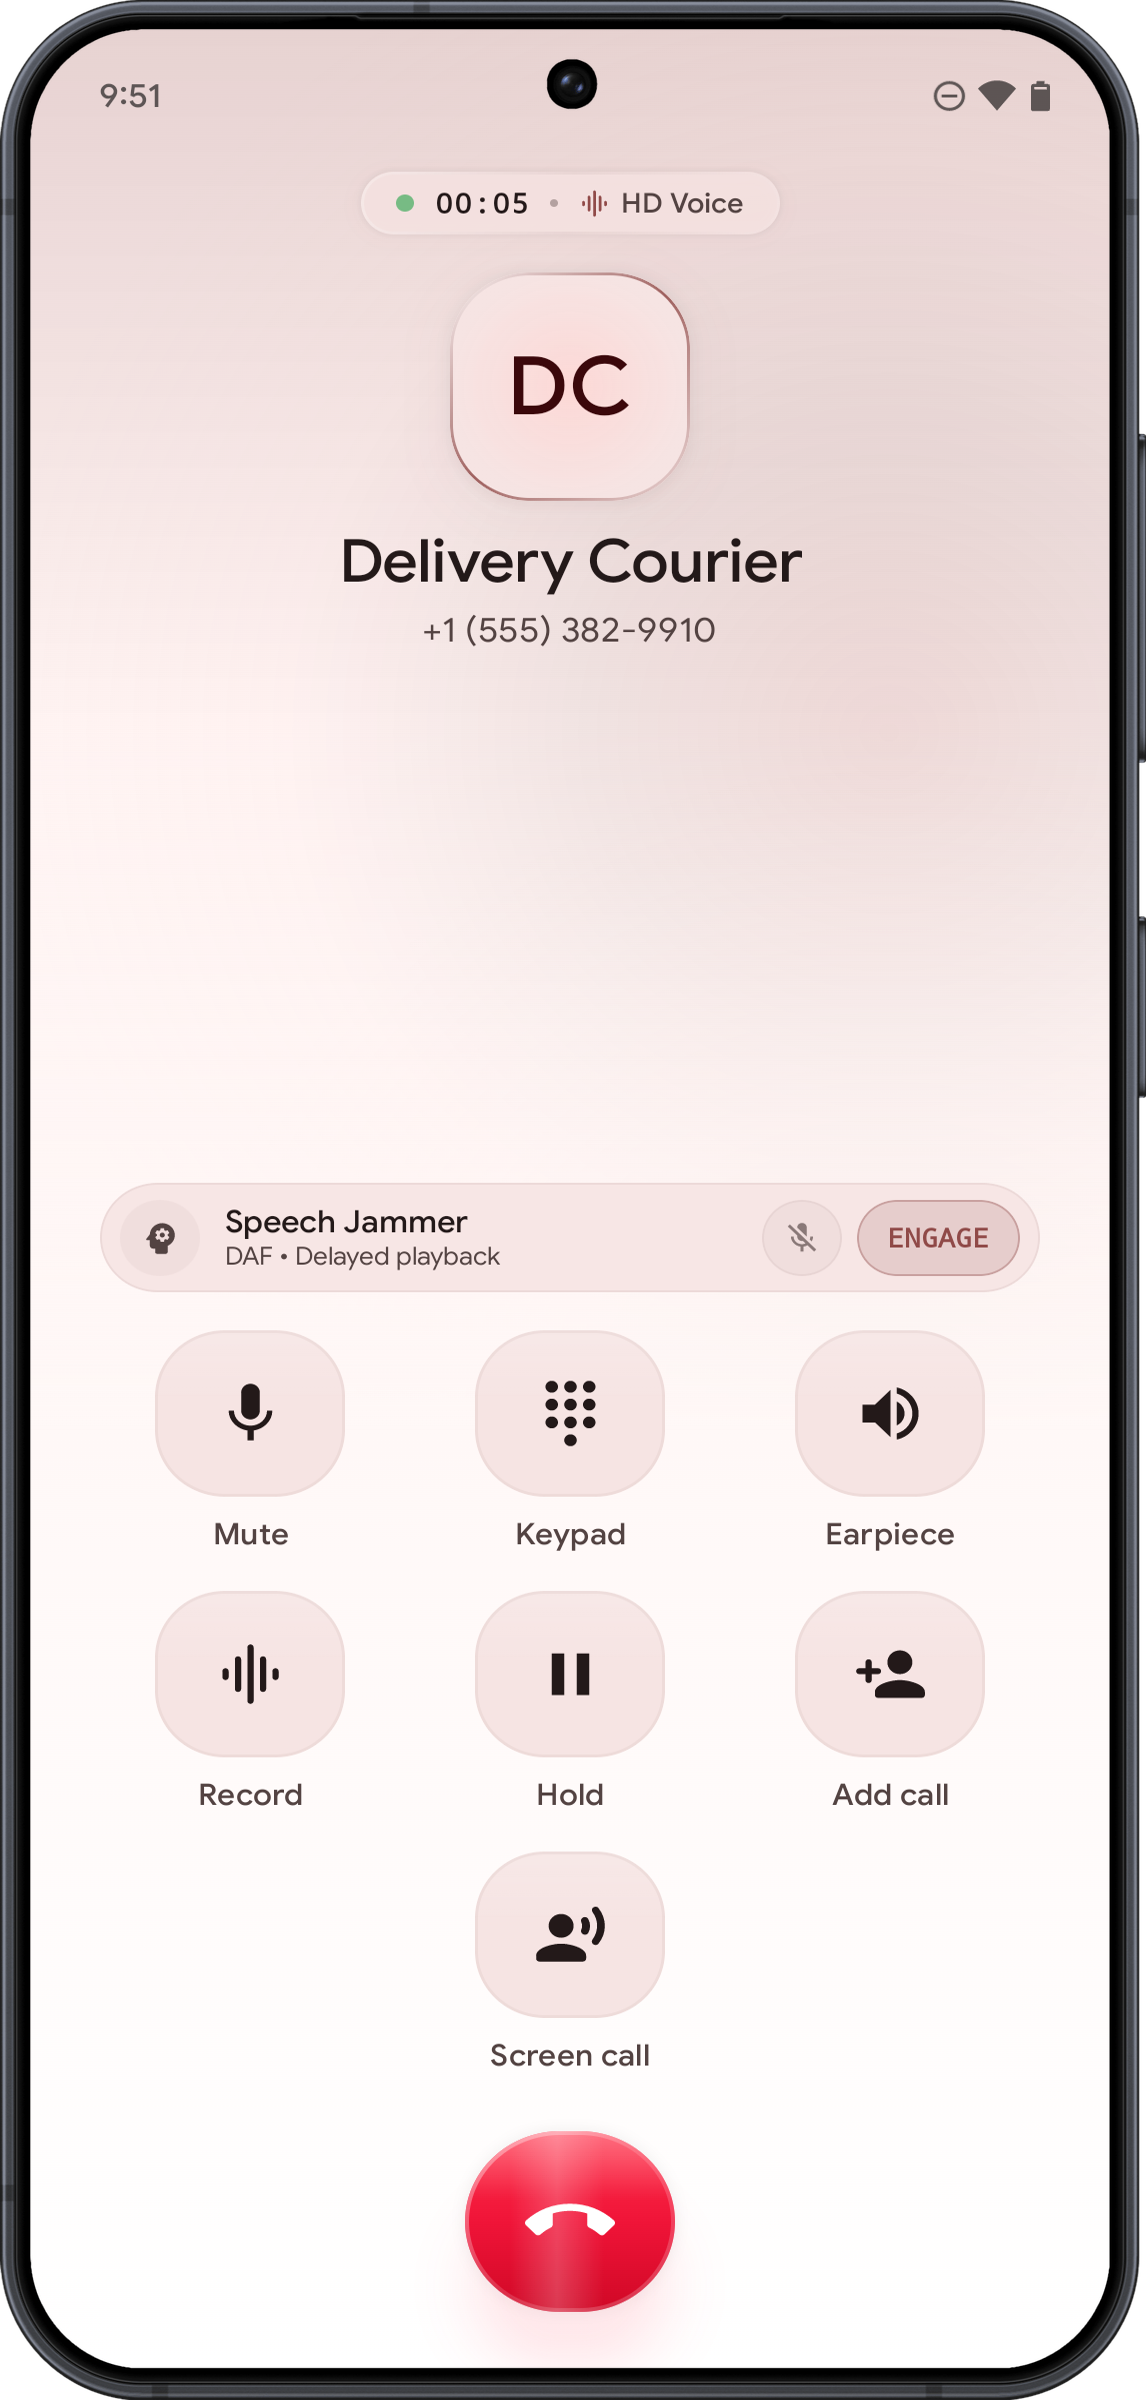 9:51
00:05 • HD Voice
DC
Delivery Courier
+1 (555) 382-9910
Speech Jammer
DAF • Delayed playback
ENGAGE
Mute
Keypad
Earpiece
Record
Hold
Add call
Screen call